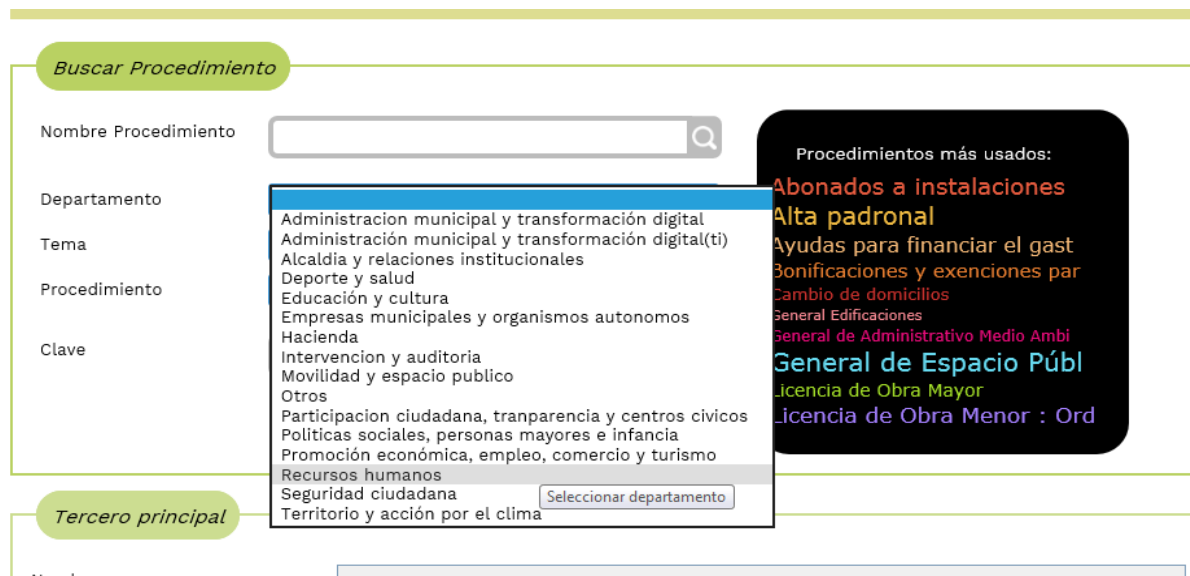 Buscar Procedimiento
Nombre Procedimiento
Departamento
Tema
Procedimiento
Clave
Administracion municipal y transformación digital
Administración municipal y transformación digital(ti)
Alcaldia y relaciones institucionales
Deporte y salud
Educación y cultura
Empresas municipales y organismos autonomos
Hacienda
Intervencion y auditoria
Movilidad y espacio publico
Otros
Participacion ciudadana, tranparencia y centros civicos
Politicas sociales, personas mayores e infancia
Promoción económica, empleo, comercio y turismo
Recursos humanos
Seguridad ciudadana
Territorio y acción por el clima
Seleccionar departamento
Procedimientos más usados:
Abonados a instalaciones
Alta padronal
Ayudas para financiar el gast
Bonificaciones y exenciones par
Cambio de domicilios
General Edificaciones
General de Administrativo Medio Ambi
General de Espacio Públ
Licencia de Obra Mayor
Licencia de Obra Menor : Ord
Tercero principal